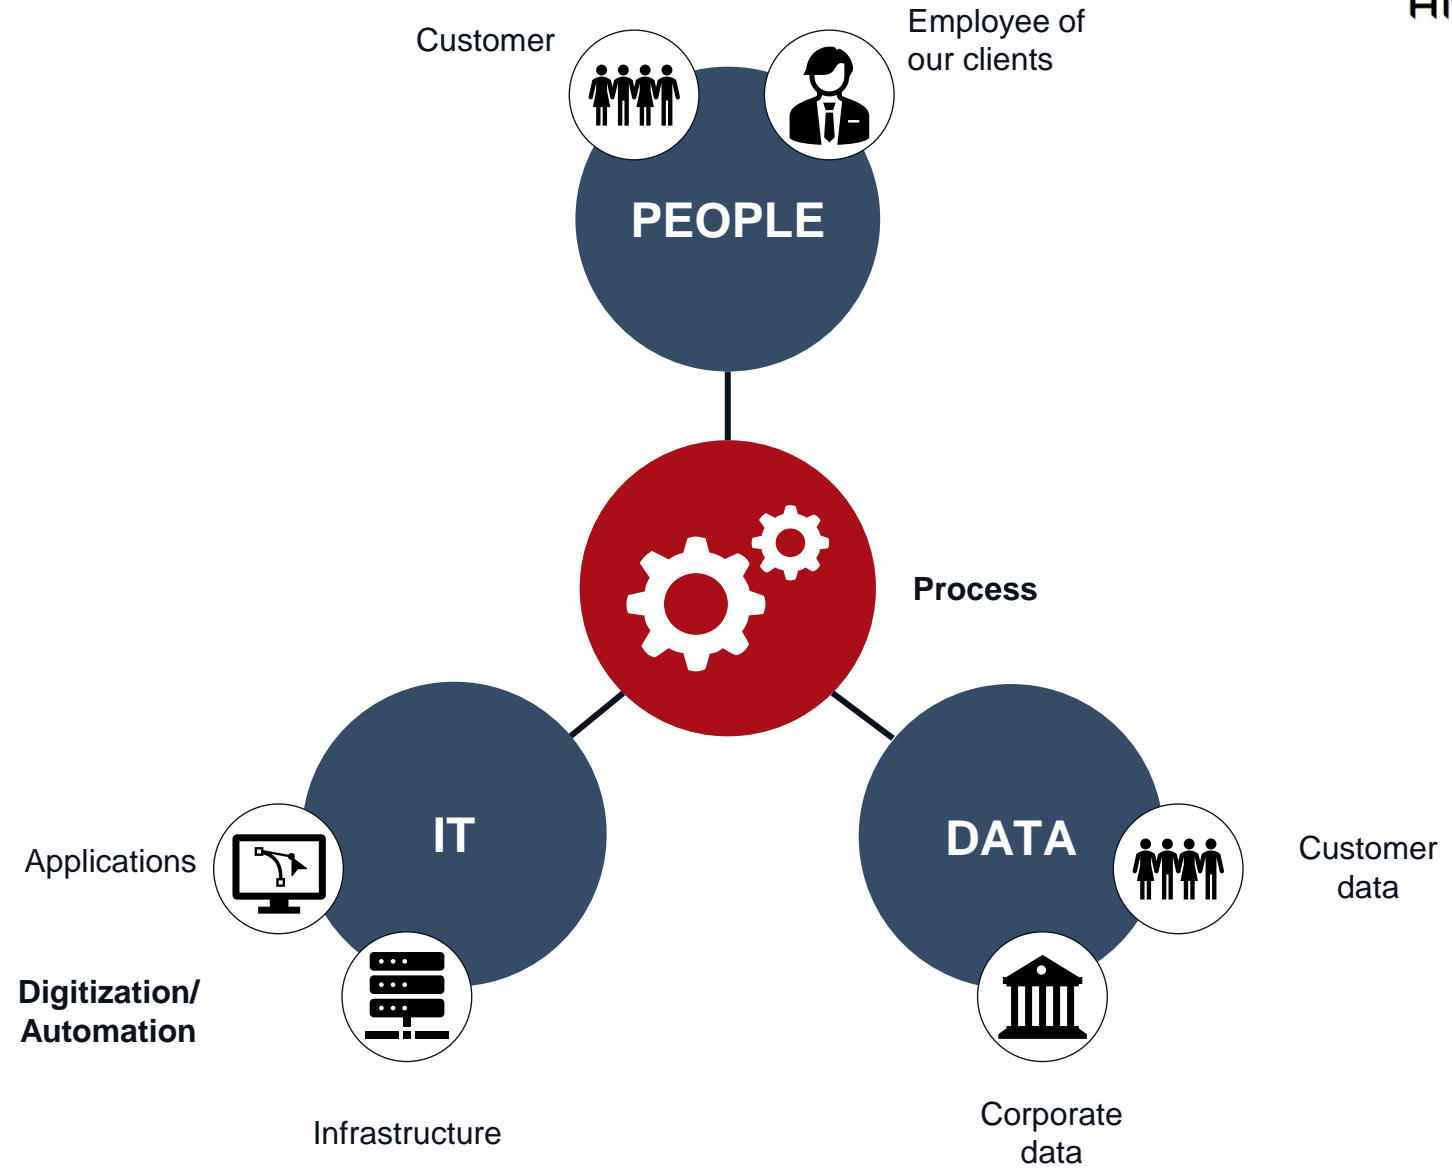 Customer
Employee of
our clients
PEOPLE
Process
IT
DATA
Applications
Customer
data
Digitization/
Automation
Corporate
data
Infrastructure